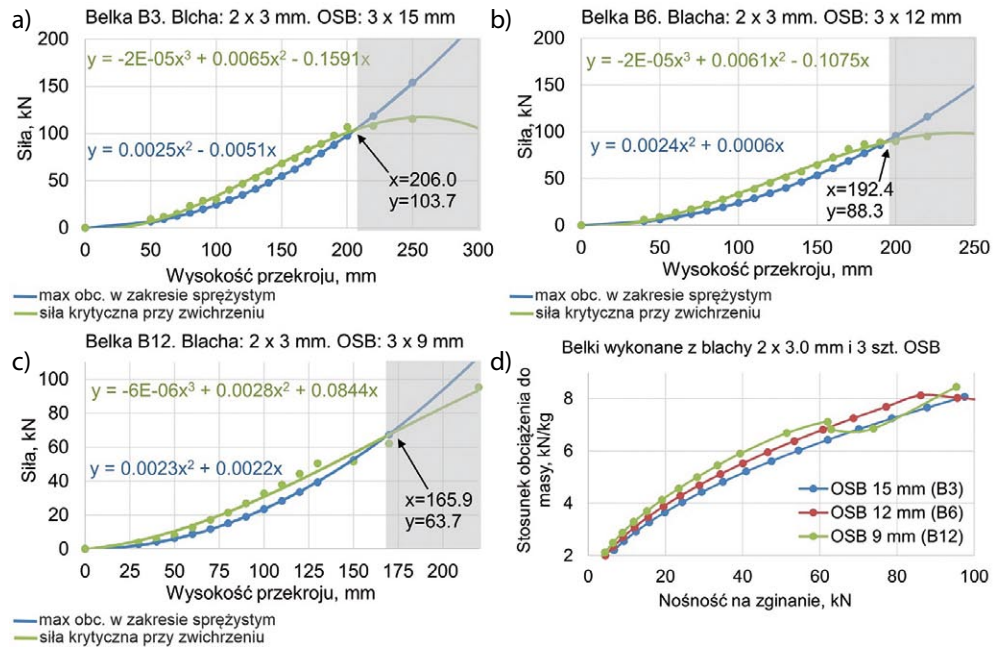 a)
Belka B3. Blcha: 2 x 3 mm. OSB: 3 x 15 mm
200
150
100
50
0
Siła, kN
y = -2E-05x³ + 0.0065x² - 0.1591x
y = 0.0025x² - 0.0051x
x=206.0
y=103.7
0 50 100 150 200 250 300
Wysokość przekroju, mm
max obc. w zakresie sprężystym
siła krytyczna przy zwichrzeniu
b)
Belka B6. Blacha: 2 x 3 mm. OSB: 3 x 12 mm
200
150
100
50
0
Siła, kN
y = -2E-05x³ + 0.0061x² - 0.1075x
y = 0.0024x² + 0.0006x
x=192.4
y=88.3
0 50 100 150 200 250
Wysokość przekroju, mm
max obc. w zakresie sprężystym
siła krytyczna przy zwichrzeniu
c)
Belka B12. Blacha: 2 x 3 mm. OSB: 3 x 9 mm
100
80
60
40
20
0
Siła, kN
y = -6E-06x³ + 0.0028x² + 0.0844x
y = 0.0023x² + 0.0022x
x=165.9
y=63.7
0 25 50 75 100 125 150 175 200
Wysokość przekroju, mm
max obc. w zakresie sprężystym
siła krytyczna przy zwichrzeniu
d)
Belki wykonane z blachy 2 x 3.0 mm i 3 szt. OSB
8
6
4
2
Stosunek obciążenia do
masy, kN/kg
OSB 15 mm (B3)
OSB 12 mm (B6)
OSB 9 mm (B12)
0 20 40 60 80 100
Nośność na zginanie, kN